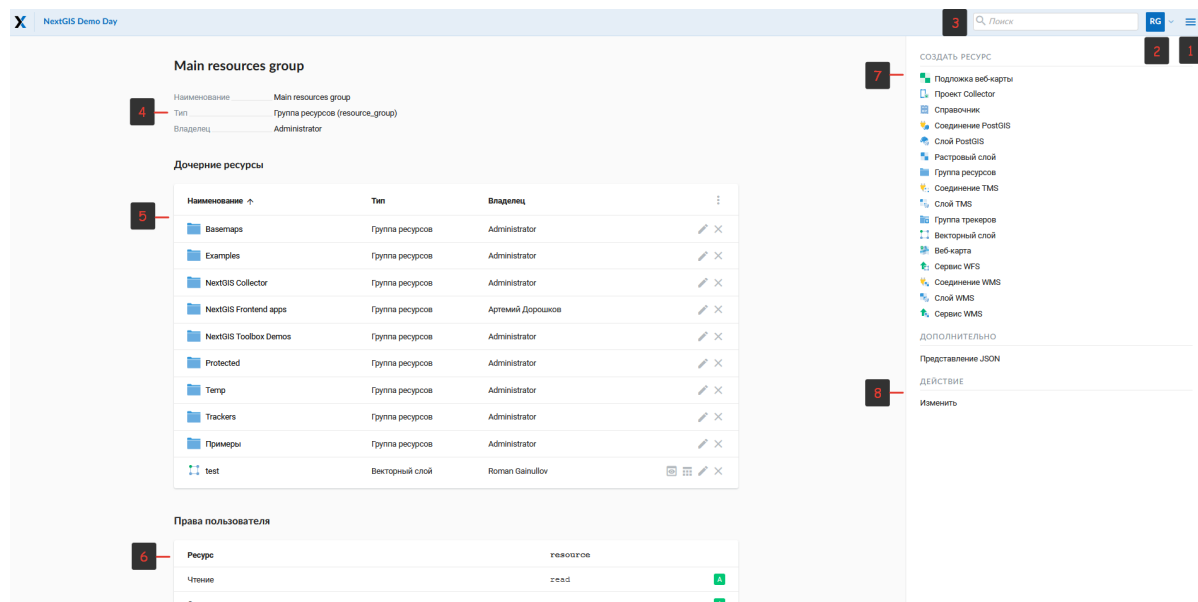 NextGIS Demo Day
3
Поиск
RG
2
1
Main resources group
Наименование Main resources group
4
Тип Группа ресурсов (resource_group)
Владелец Administrator
Дочерние ресурсы
5
Наименование Тип Владелец
Basemaps Группа ресурсов Administrator
Examples Группа ресурсов Administrator
NextGIS Collector Группа ресурсов Administrator
NextGIS Frontend apps Группа ресурсов Артемий Дорошков
NextGIS Toolbox Demos Группа ресурсов Administrator
Protected Группа ресурсов Administrator
Temp Группа ресурсов Administrator
Trackers Группа ресурсов Administrator
Примеры Группа ресурсов Administrator
test Векторный слой Roman Gainullov
Права пользователя
6
Ресурс resource
Чтение read A
СОЗДАТЬ РЕСУРС
7
Подложка веб-карты
Проект Collector
Справочник
Соединение PostGIS
Слой PostGIS
Растровый слой
Группа ресурсов
Соединение TMS
Слой TMS
Группа трекеров
Векторный слой
Веб-карта
Сервис WFS
Соединение WMS
Слой WMS
Сервис WMS
ДОПОЛНИТЕЛЬНО
Представление JSON
ДЕЙСТВИЕ
8
Изменить